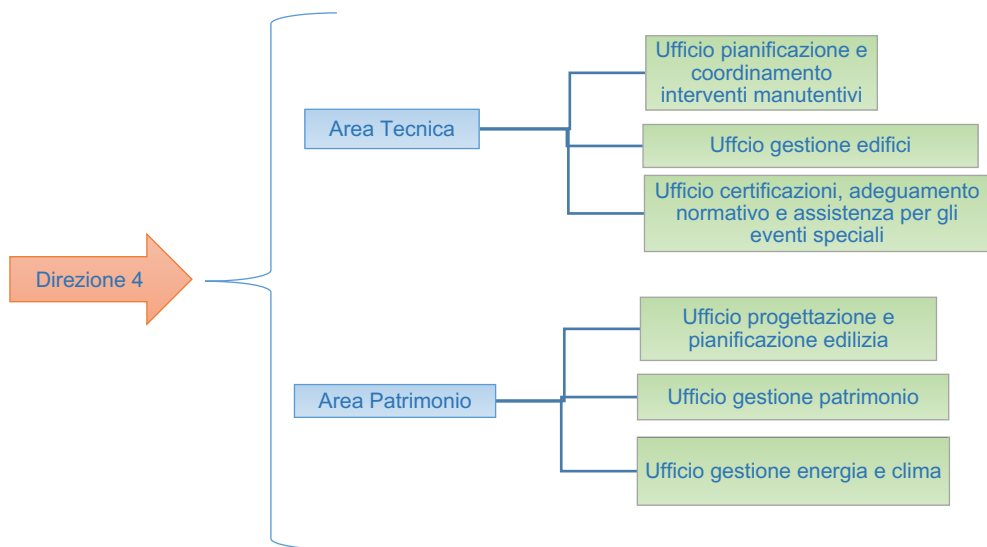 Direzione 4
Area Tecnica
Ufficio pianificazione e
coordinamento
interventi manutentivi
Uffcio gestione edifici
Ufficio certificazioni, adeguamento
normativo e assistenza per gli
eventi speciali
Area Patrimonio
Ufficio progettazione e
pianificazione edilizia
Ufficio gestione patrimonio
Ufficio gestione energia e clima